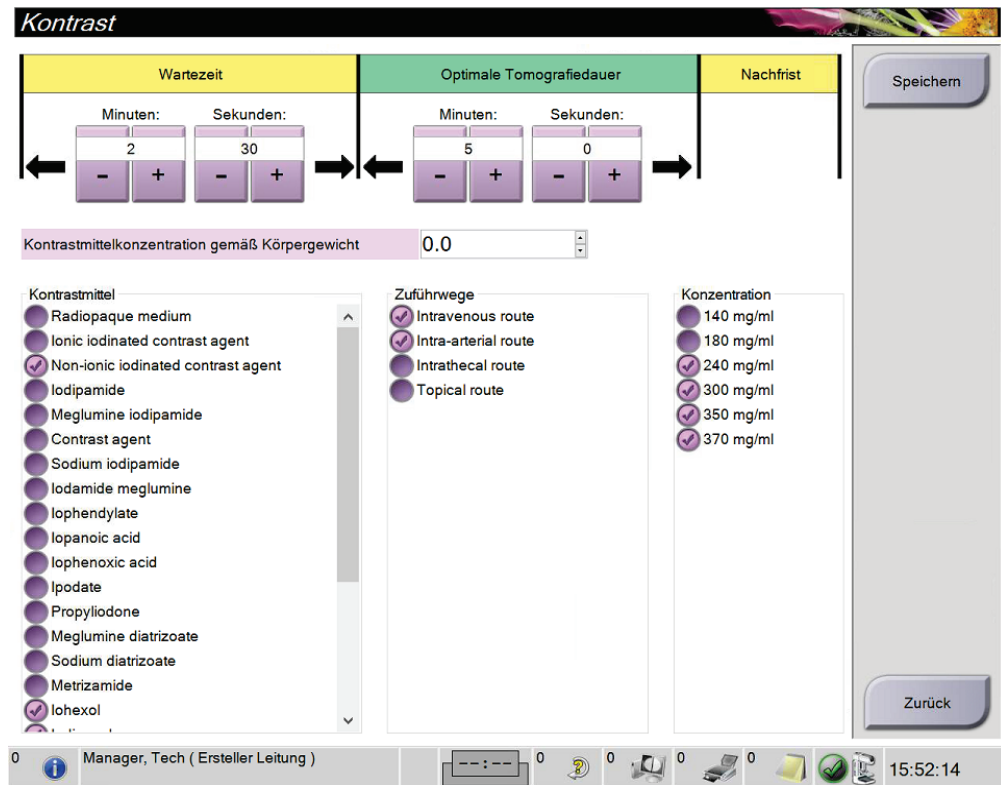 Kontrast
Wartezeit
Optimale Tomografiedauer
Nachfrist
Speichern
Minuten:
Sekunden:
Minuten:
Sekunden:
2
30
5
0
- + - + - + - +
Kontrastmittelkonzentration gemäß Körpergewicht
0.0
Kontrastmittel
Radiopaque medium
Ionic iodinated contrast agent
Non-ionic iodinated contrast agent
Iodipamide
Meglumine iodipamide
Contrast agent
Sodium iodipamide
Iodamide meglumine
Iophendylate
Iopanoic acid
Iophenoxic acid
Ipodate
Propyliodone
Meglumine diatrizoate
Sodium diatrizoate
Metrizamide
Iohexol
Zuführwege
Intravenous route
Intra-arterial route
Intrathecal route
Topical route
Konzentration
140 mg/ml
180 mg/ml
240 mg/ml
300 mg/ml
350 mg/ml
370 mg/ml
Zurück
0
Manager, Tech ( Ersteller Leitung )
--:--
0
0
0
0
15:52:14